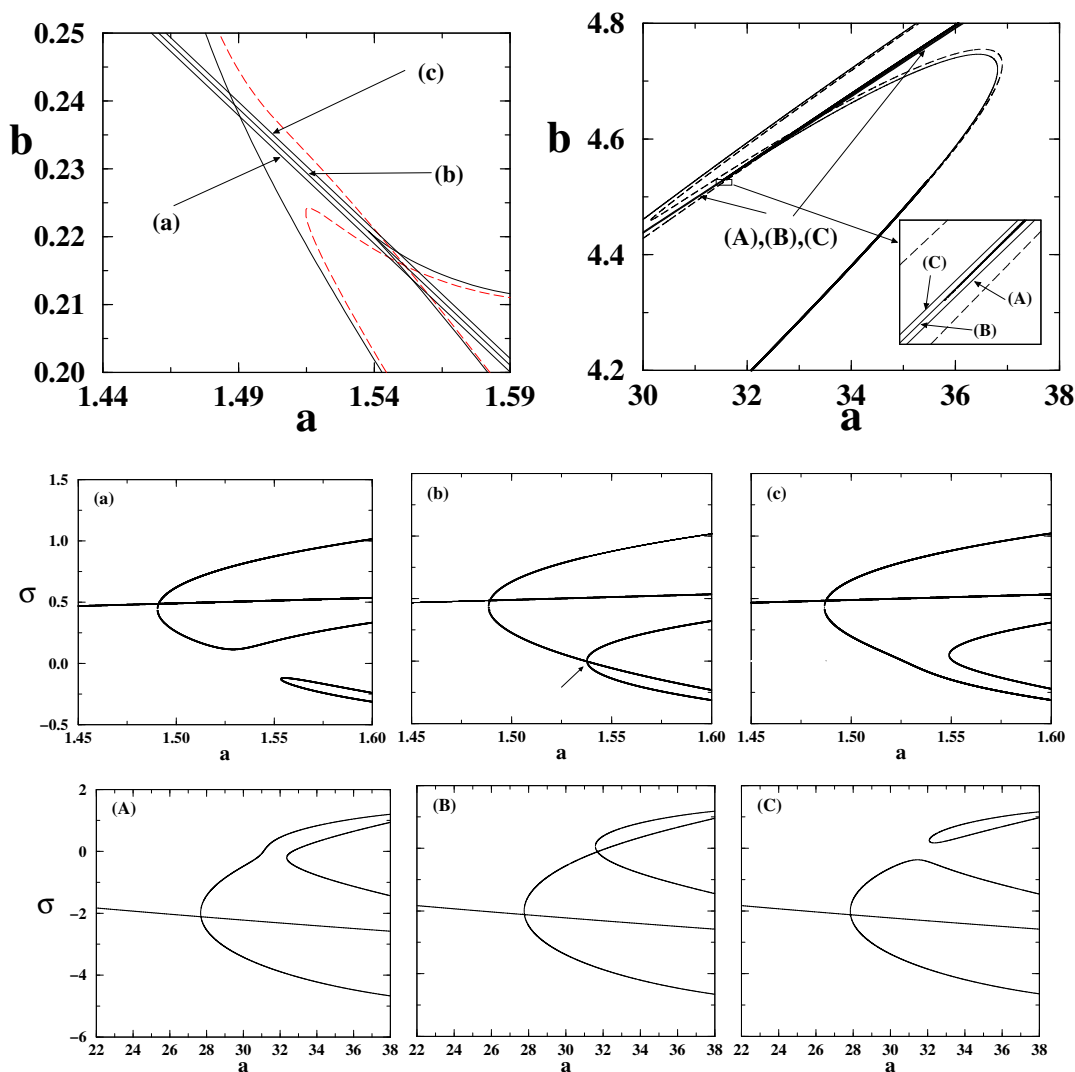 0.25
0.24
0.23
0.22
0.21
0.20
b
(c)
(b)
(a)
1.44
1.49
1.54
1.59
a
4.8
4.6
4.4
4.2
b
(A),(B),(C)
(C)
(A)
(B)
30
32
34
36
38
a
1.5
1.0
0.5
0.0
−0.5
σ
(a)
1.45
1.50
1.55
1.60
a
(b)
1.45
1.50
1.55
1.60
a
(c)
1.45
1.50
1.55
1.60
a
2
0
−2
−4
−6
σ
(A)
22 24 26 28 30 32 34 36 38
a
(B)
22 24 26 28 30 32 34 36 38
a
(C)
22 24 26 28 30 32 34 36 38
a